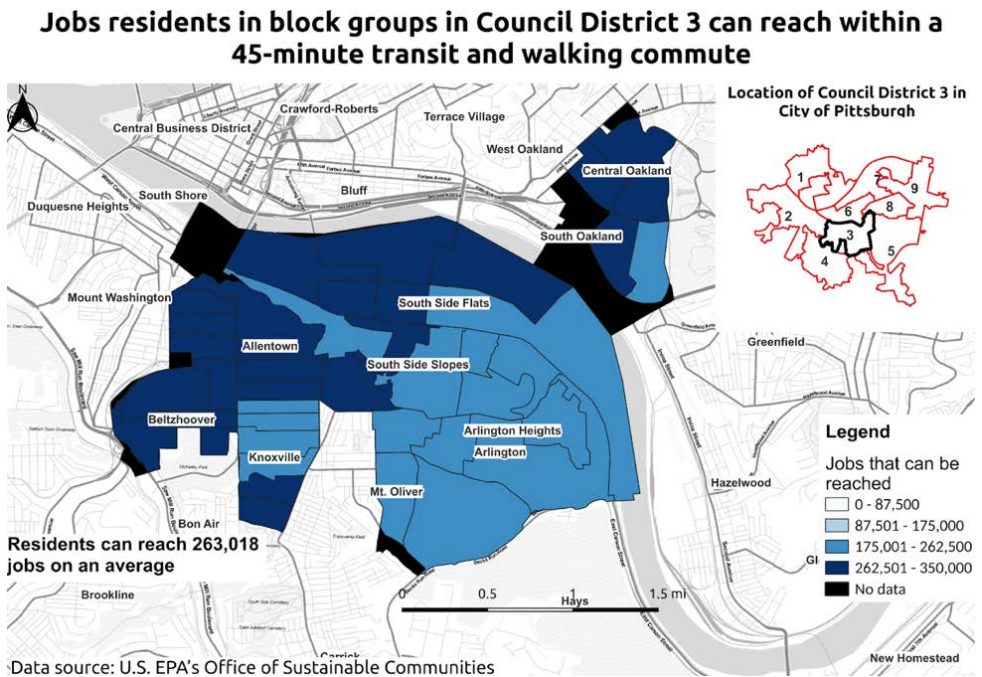 Jobs residents in block groups in Council District 3 can reach within a
45-minute transit and walking commute
N
Crawford-Roberts
Central Business District
Terrace Village
West Oakland
Central Oakland
South Shore
Bluff
Duquesne Heights
South Oakland
Mount Washington
South Side Flats
Allentown
South Side Slopes
Beltzhoover
Arlington Heights
Arlington
Knoxville
Mt. Oliver
Bon Air
Residents can reach 263,018
jobs on an average
Brookline
Carrick
Hays
0 0.5 1 1.5 mi
Greenfield
Hazelwood
New Homestead
Location of Council District 3 in
City of Pittsburgh
1
2
3
4
5
6
7
8
9
Legend
Jobs that can be
reached
0 - 87,500
87,501 - 175,000
175,001 - 262,500
262,501 - 350,000
No data
Data source: U.S. EPA's Office of Sustainable Communities